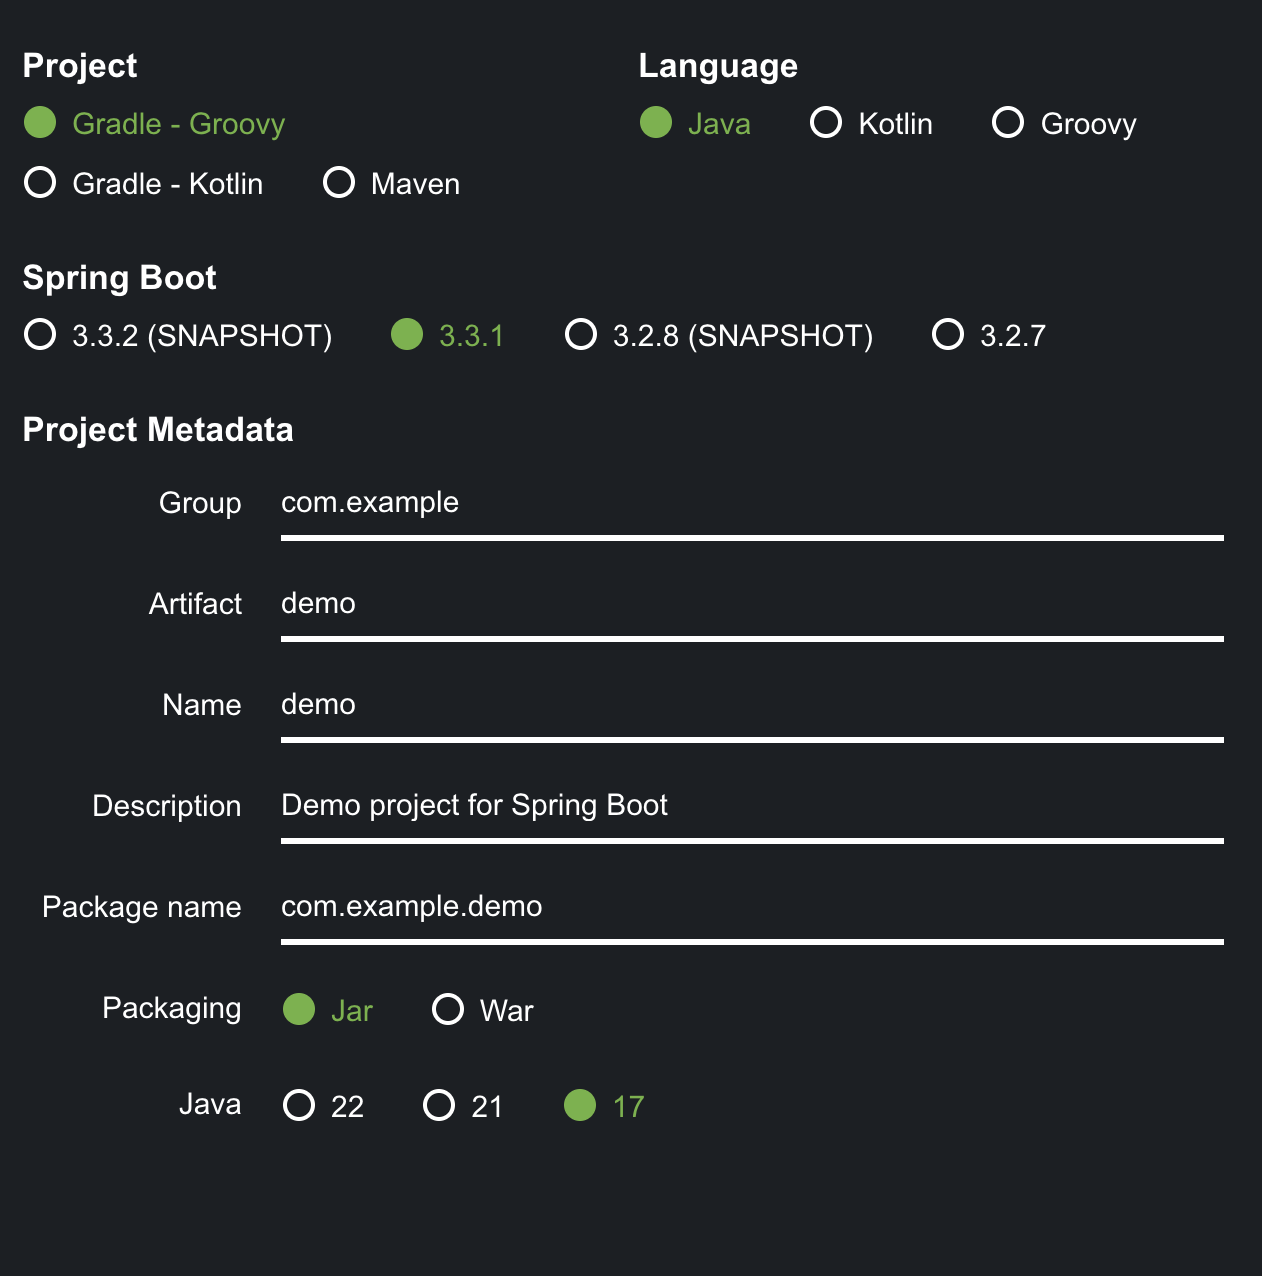 Project
Gradle - Groovy
Gradle - Kotlin Maven
Language
Java Kotlin Groovy
Spring Boot
3.3.2 (SNAPSHOT) 3.3.1 3.2.8 (SNAPSHOT) 3.2.7
Project Metadata
Group com.example
Artifact demo
Name demo
Description Demo project for Spring Boot
Package name com.example.demo
Packaging Jar War
Java 22 21 17